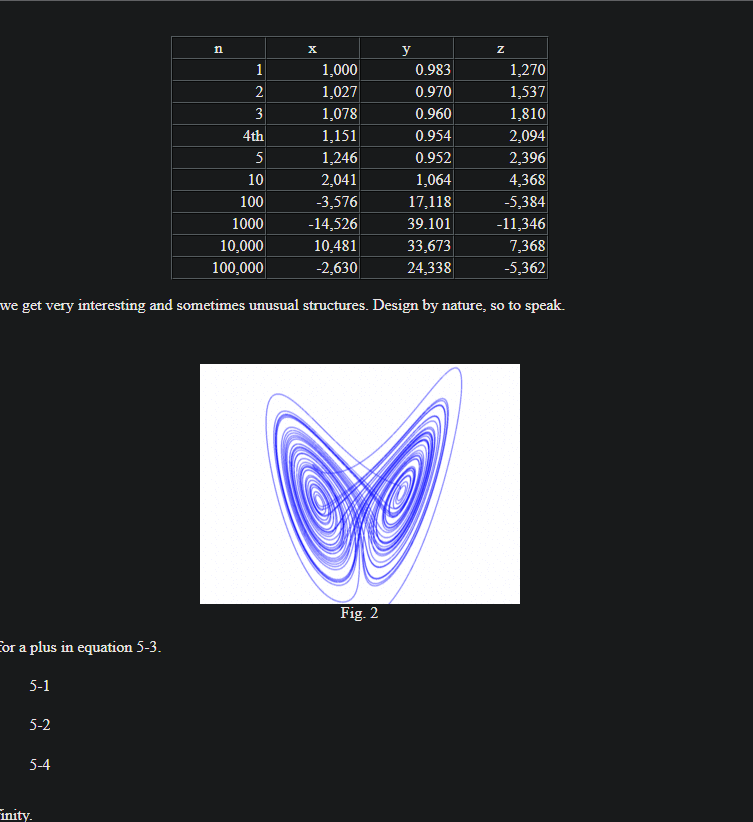 n x y z
1 1,000 0.983 1,270
2 1,027 0.970 1,537
3 1,078 0.960 1,810
4th 1,151 0.954 2,094
5 1,246 0.952 2,396
10 2,041 1,064 4,368
100 -3,576 17,118 -5,384
1000 -14,526 39.101 -11,346
10,000 10,481 33,673 7,368
100,000 -2,630 24,338 -5,362
we get very interesting and sometimes unusual structures. Design by nature, so to speak.
Fig. 2
for a plus in equation 5-3.
5-1
5-2
5-4
finity.